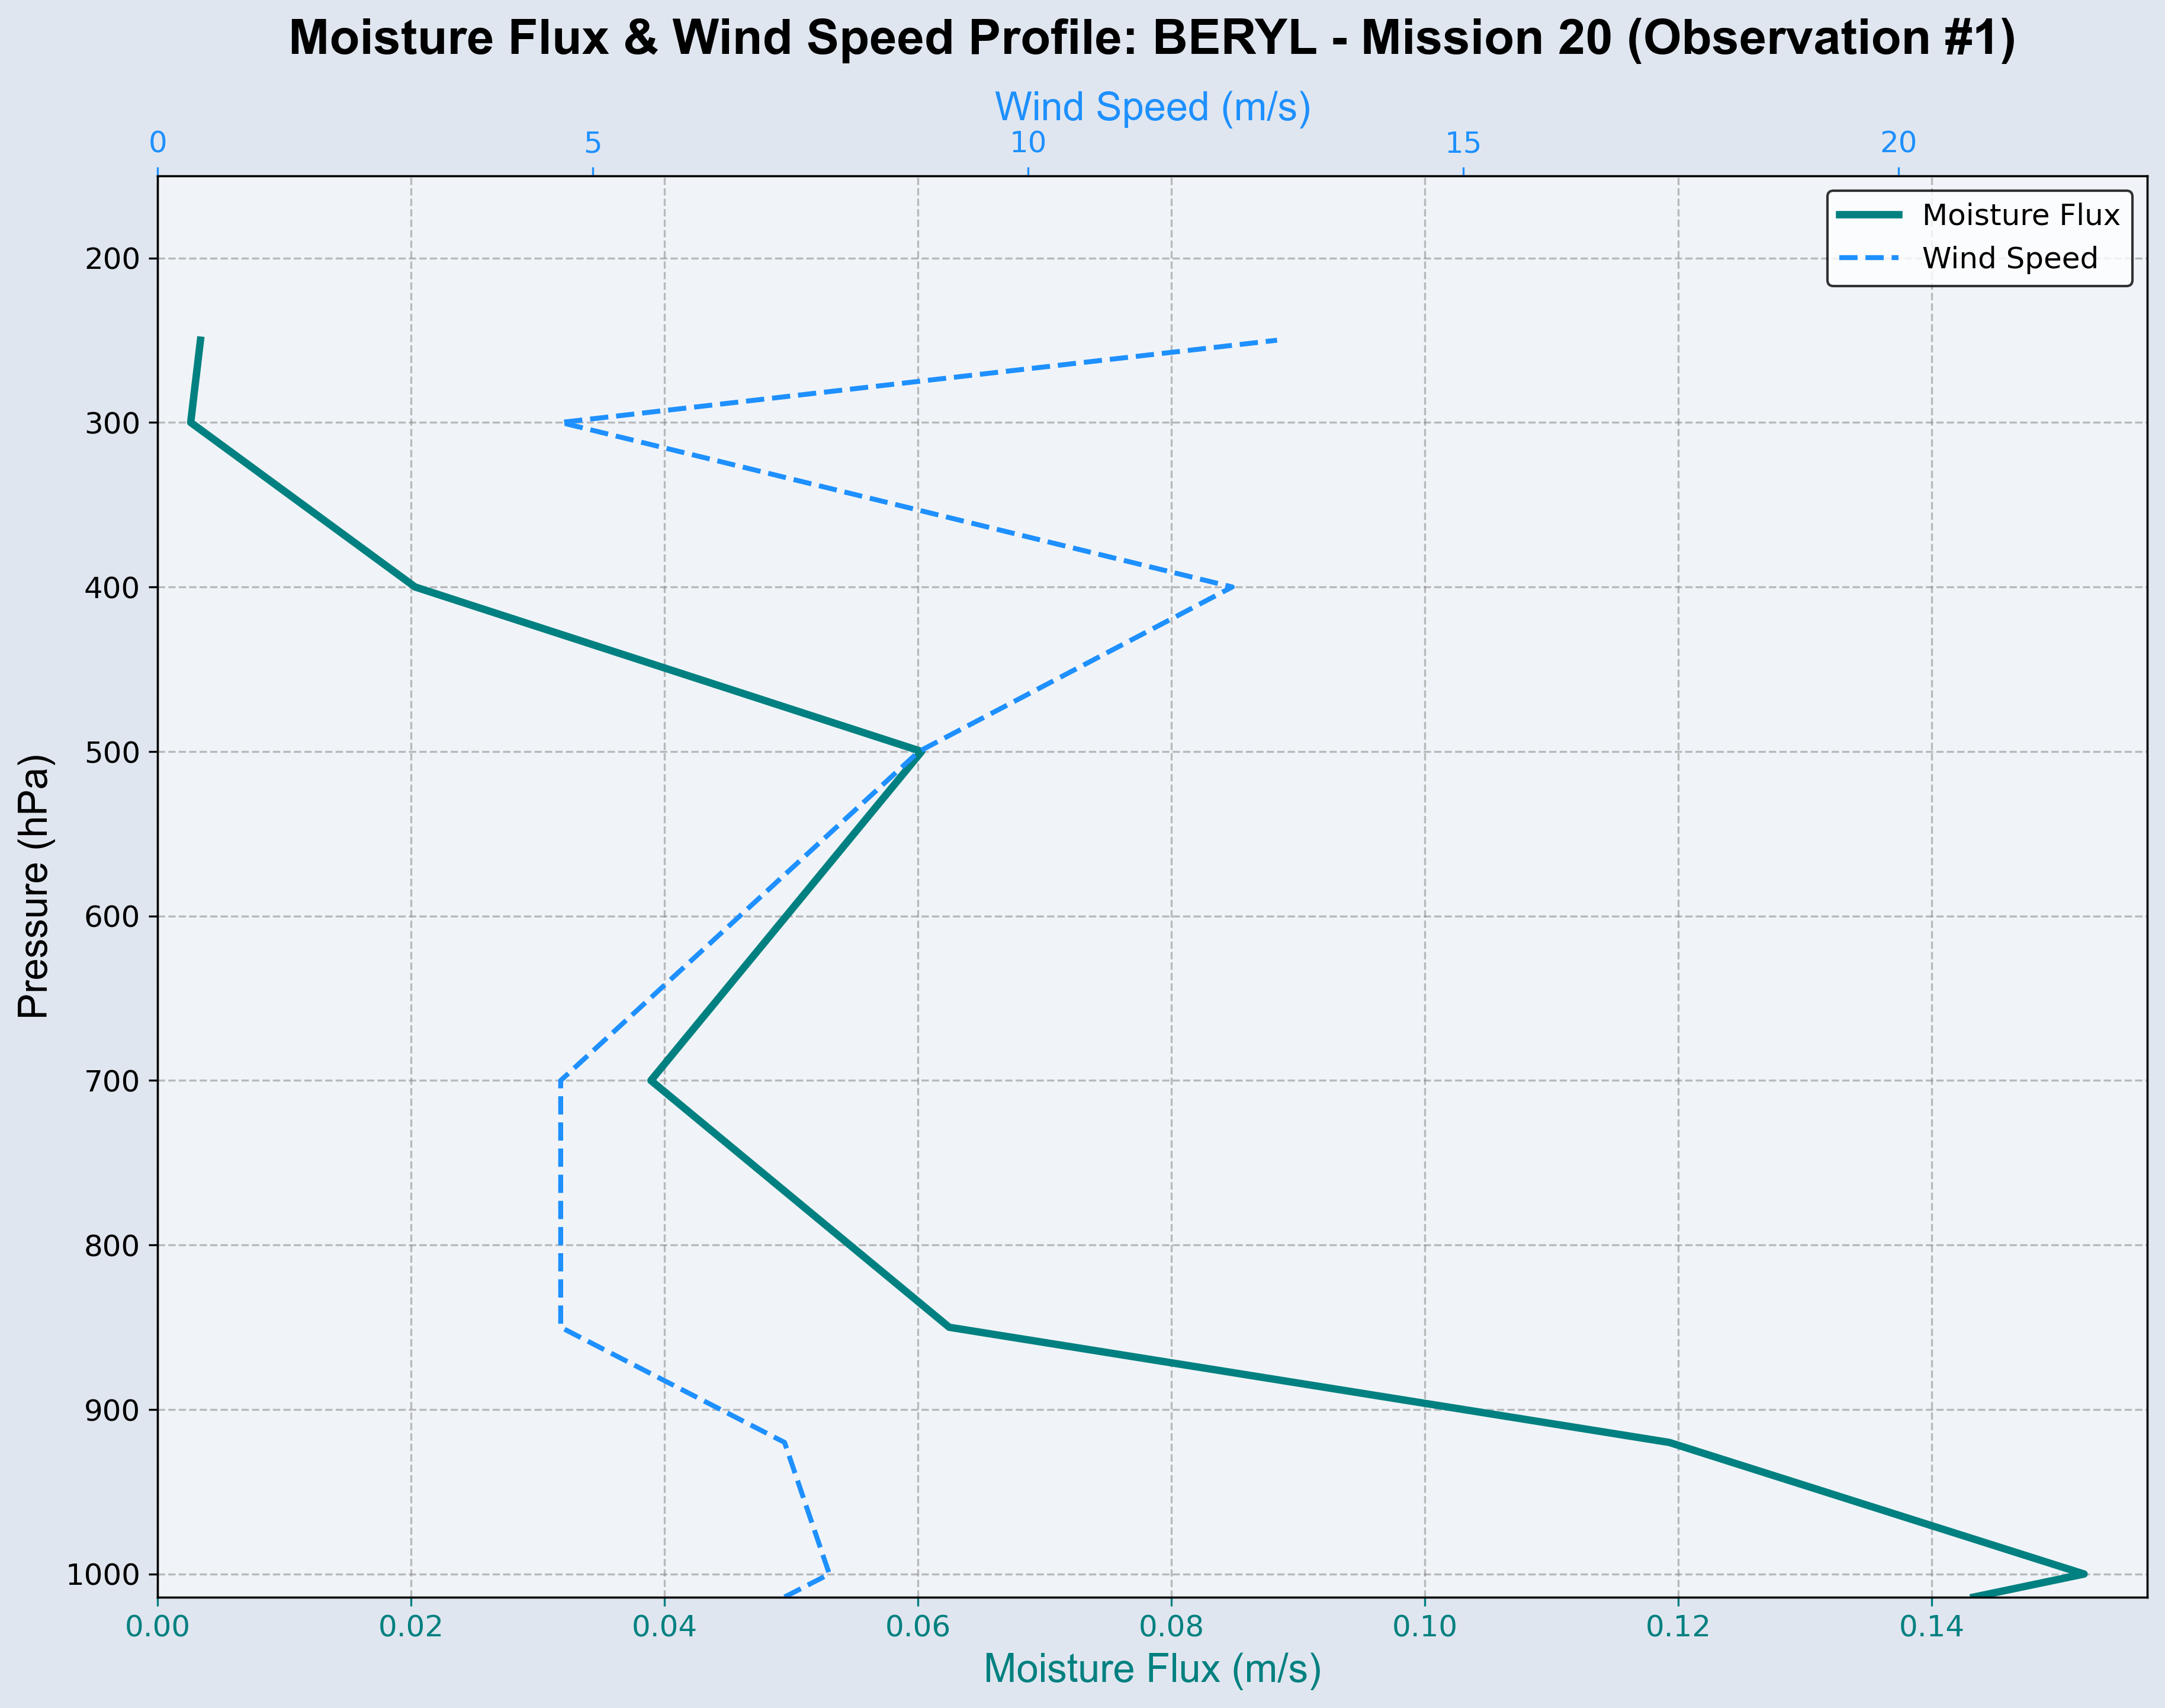 Moisture Flux & Wind Speed Profile: BERYL - Mission 20 (Observation #1)
Wind Speed (m/s)
0 5 10 15 20
Moisture Flux
Wind Speed
200
300
400
500
600
700
800
900
1000
Pressure (hPa)
0.00 0.02 0.04 0.06 0.08 0.10 0.12 0.14
Moisture Flux (m/s)